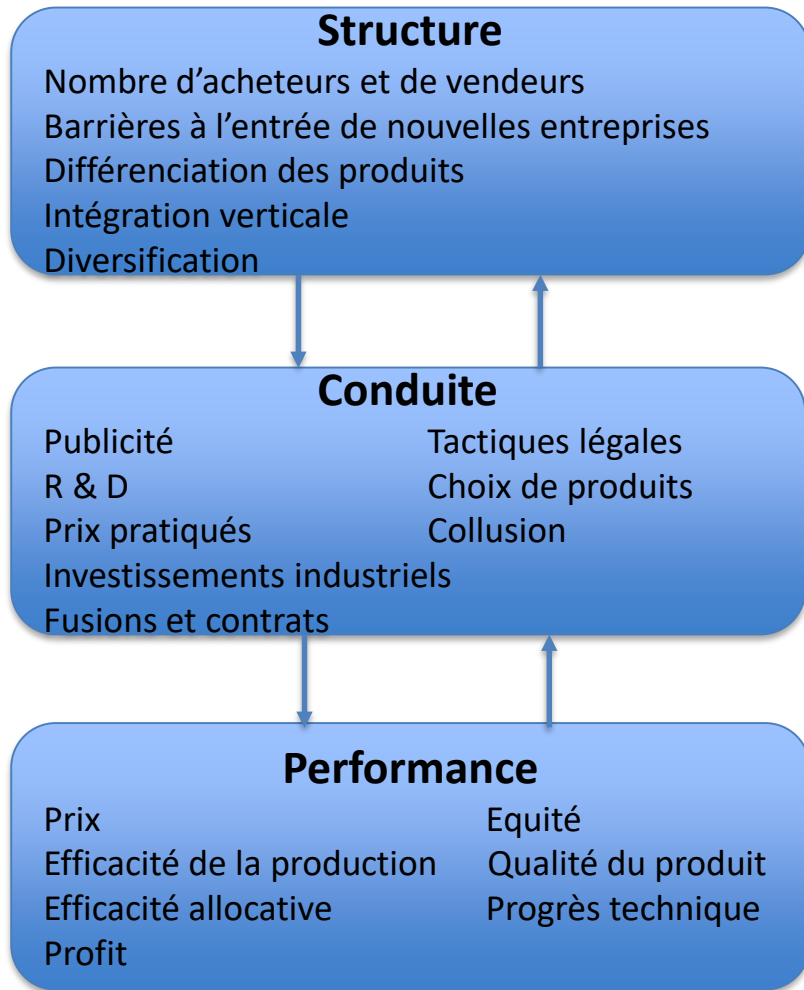 Structure
Nombre d’acheteurs et de vendeurs
Barrières à l’entrée de nouvelles entreprises
Différenciation des produits
Intégration verticale
Diversification
Conduite
Publicité Tactiques légales
R & D Choix de produits
Prix pratiqués Collusion
Investissements industriels
Fusions et contrats
Performance
Prix Equité
Efficacité de la production Qualité du produit
Efficacité allocative Progrès technique
Profit